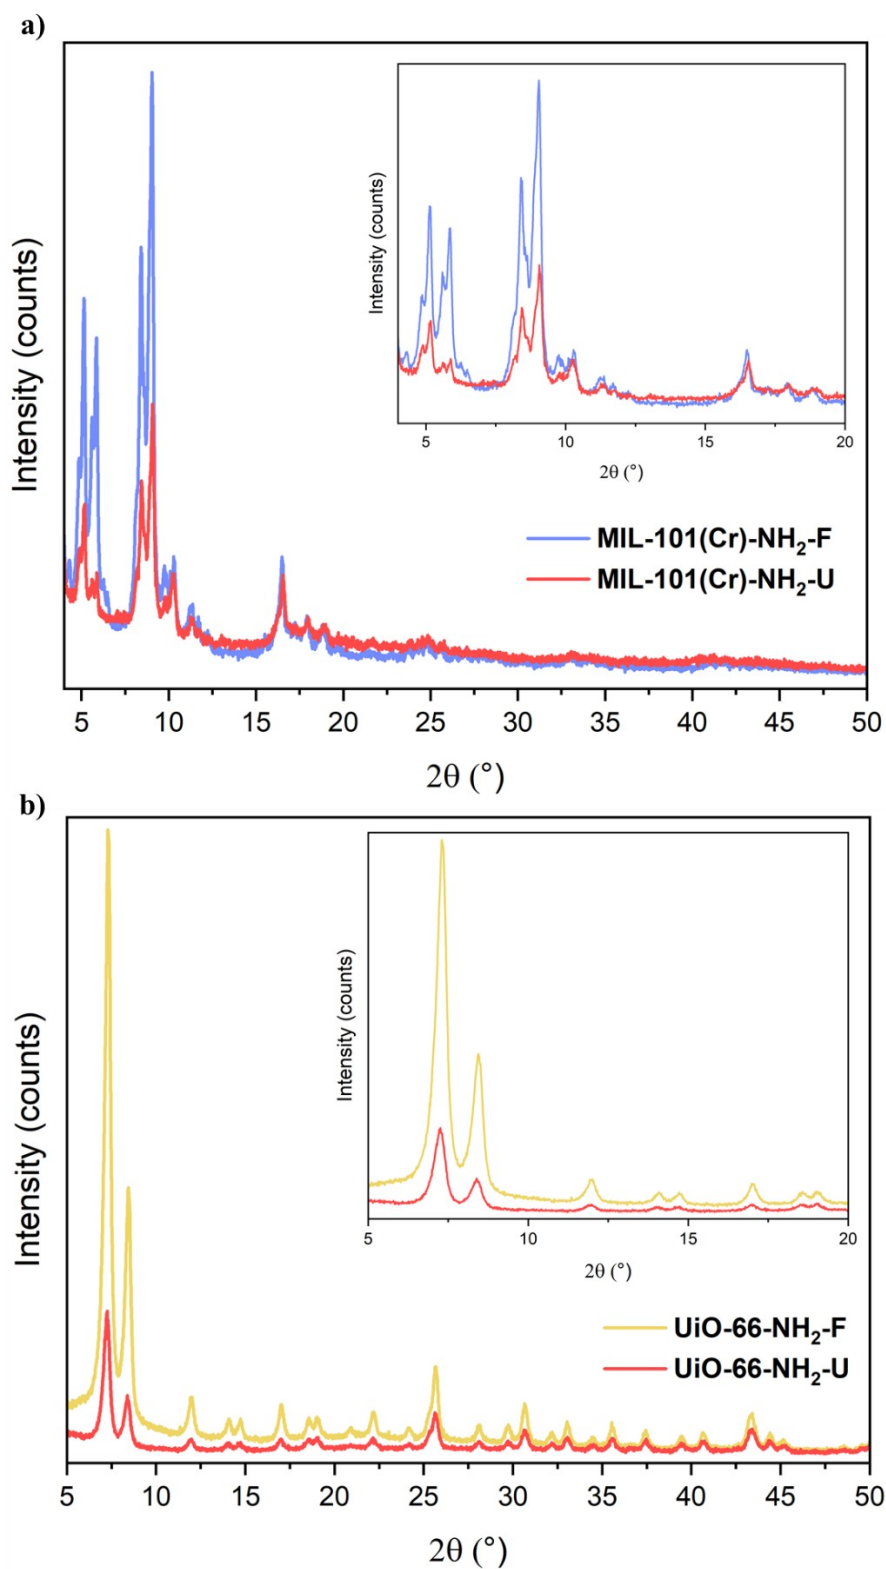 a)
Intensity (counts)
Intensity (counts)
5 10 15 20
2θ (°)
MIL-101(Cr)-NH₂-F
MIL-101(Cr)-NH₂-U
5 10 15 20 25 30 35 40 45 50
2θ (°)
b)
Intensity (counts)
Intensity (counts)
5 10 15 20
2θ (°)
UiO-66-NH₂-F
UiO-66-NH₂-U
5 10 15 20 25 30 35 40 45 50
2θ (°)